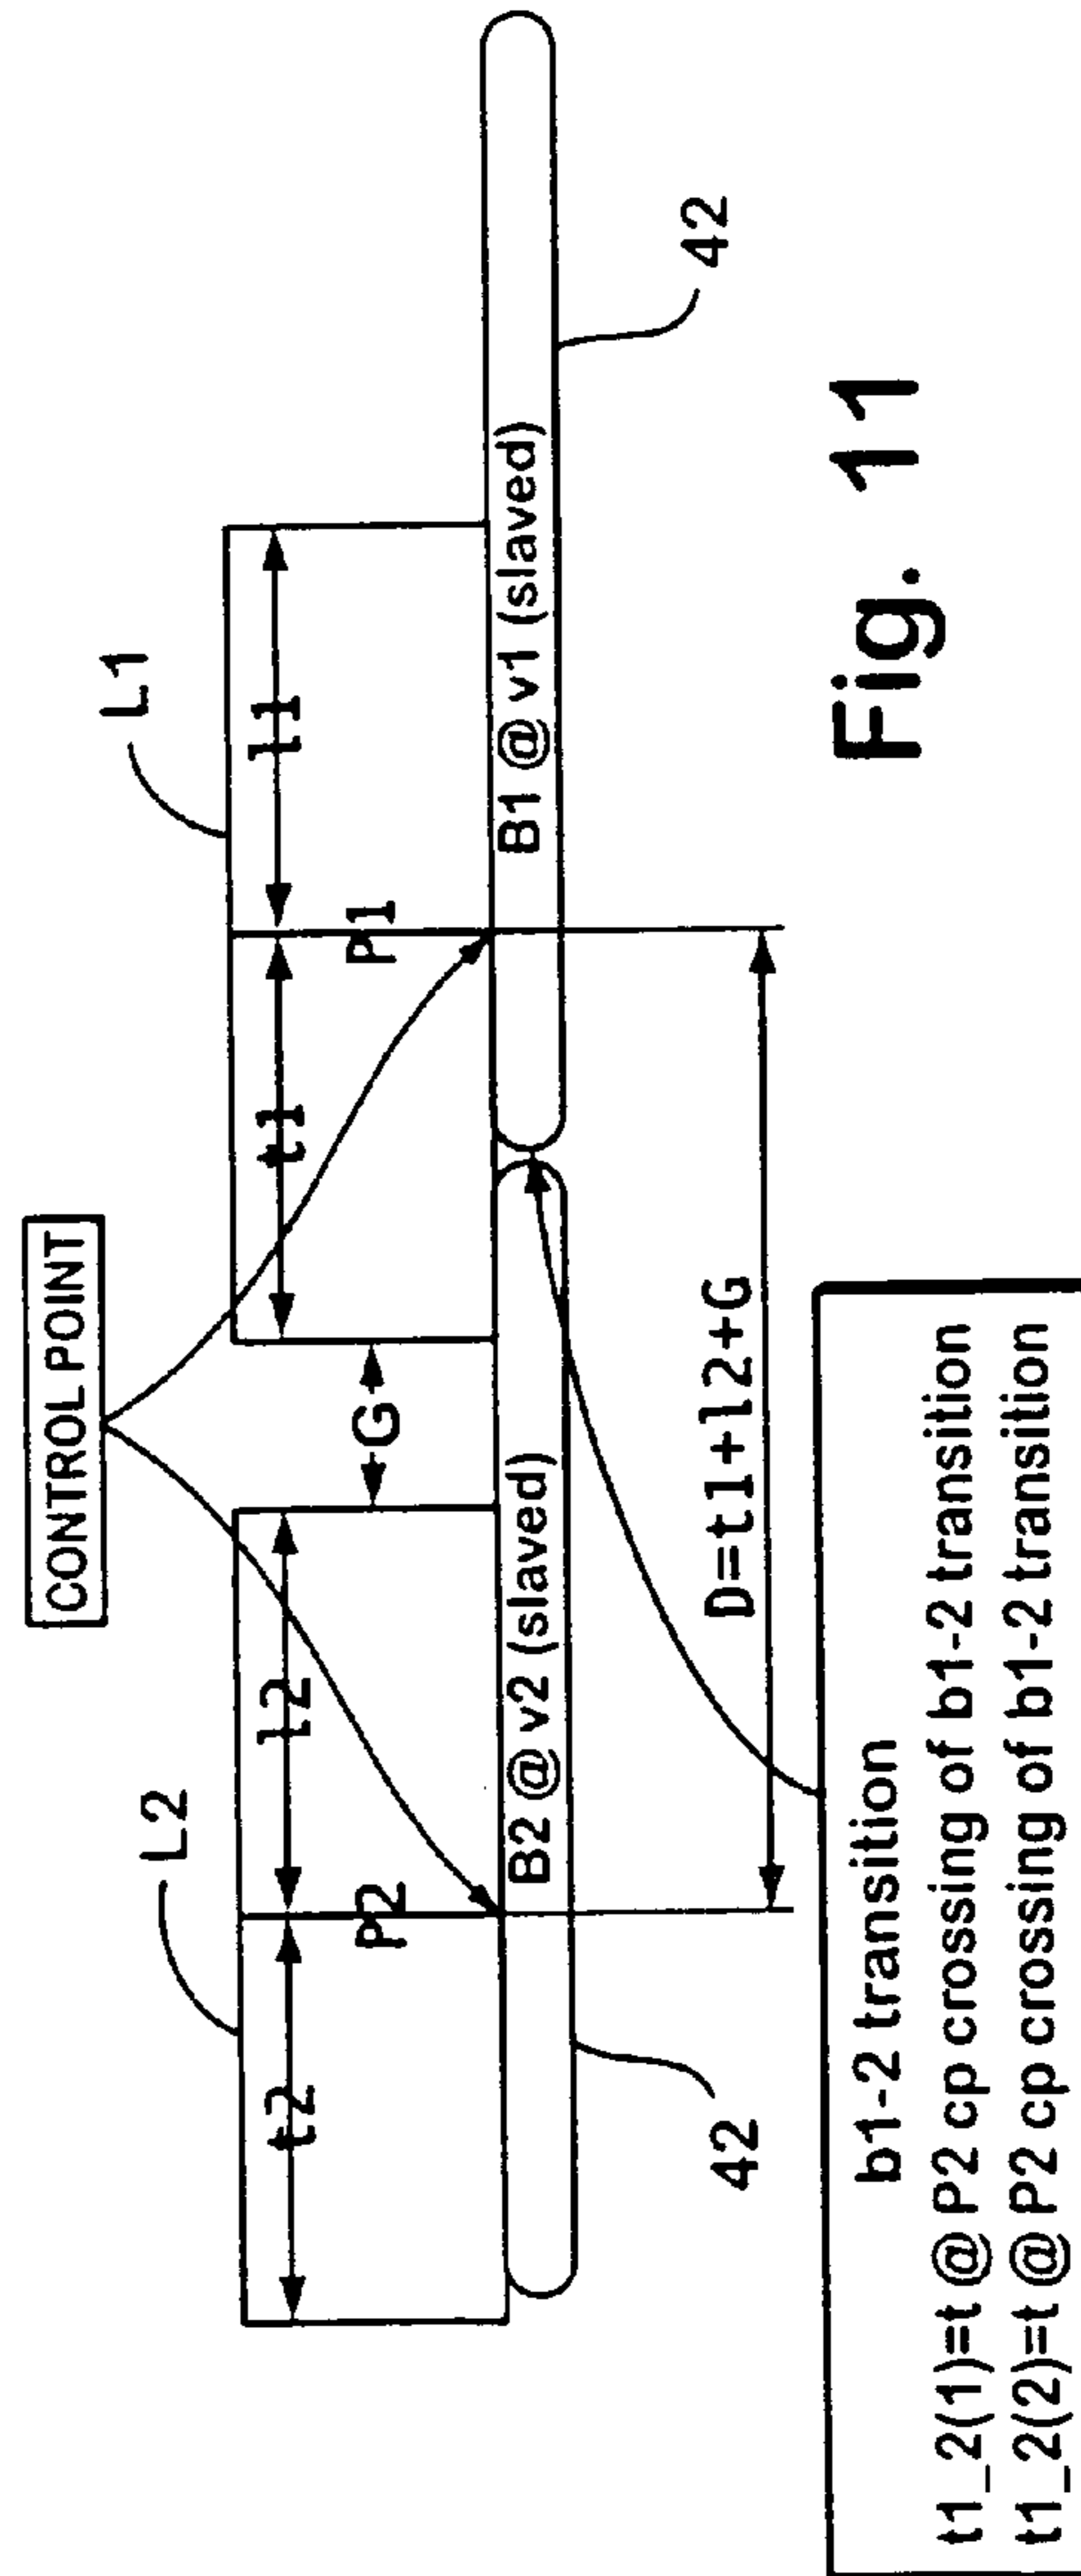 CONTROL POINT
L2
L1
t2
l2
G
t1
l1
P2
P1
B2 @ v2 (slaved)
B1 @ v1 (slaved)
42
42
D=t1+l2+G
b1-2 transition
t1_2(1)=t @ P2 cp crossing of b1-2 transition
t1_2(2)=t @ P2 cp crossing of b1-2 transition
Fig. 11